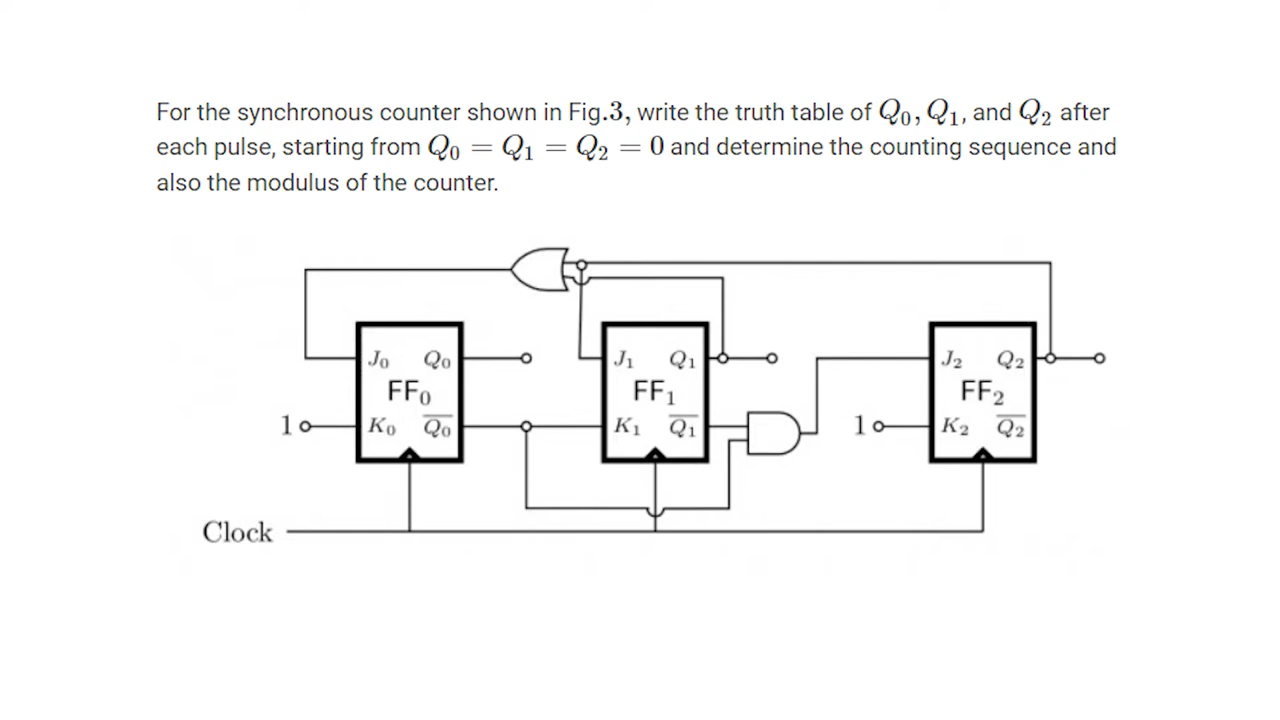 For the synchronous counter shown in Fig.3, write the truth table of Q₀, Q₁, and Q₂ after
each pulse, starting from Q₀ = Q₁ = Q₂ = 0 and determine the counting sequence and
also the modulus of the counter.
J₀ Q₀ J₁ Q₁ J₂ Q₂
FF₀ FF₁ FF₂
1 K₀ Q̅₀ K₁ Q̅₁ 1 K₂ Q̅₂
Clock